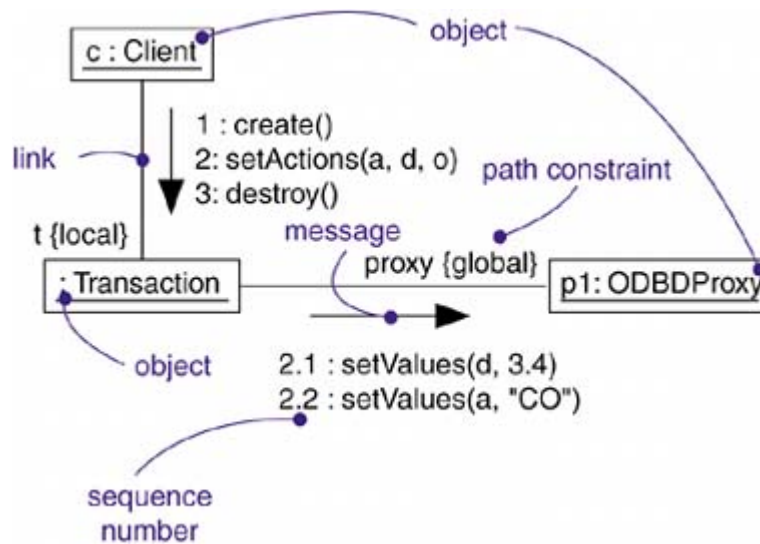 object
c : Client
1 : create()
2: setActions(a, d, o)
3: destroy()
link
path constraint
message
t {local}
proxy {global}
: Transaction
p1: ODBDProxy
object
2.1 : setValues(d, 3.4)
2.2 : setValues(a, "CO")
sequence
number